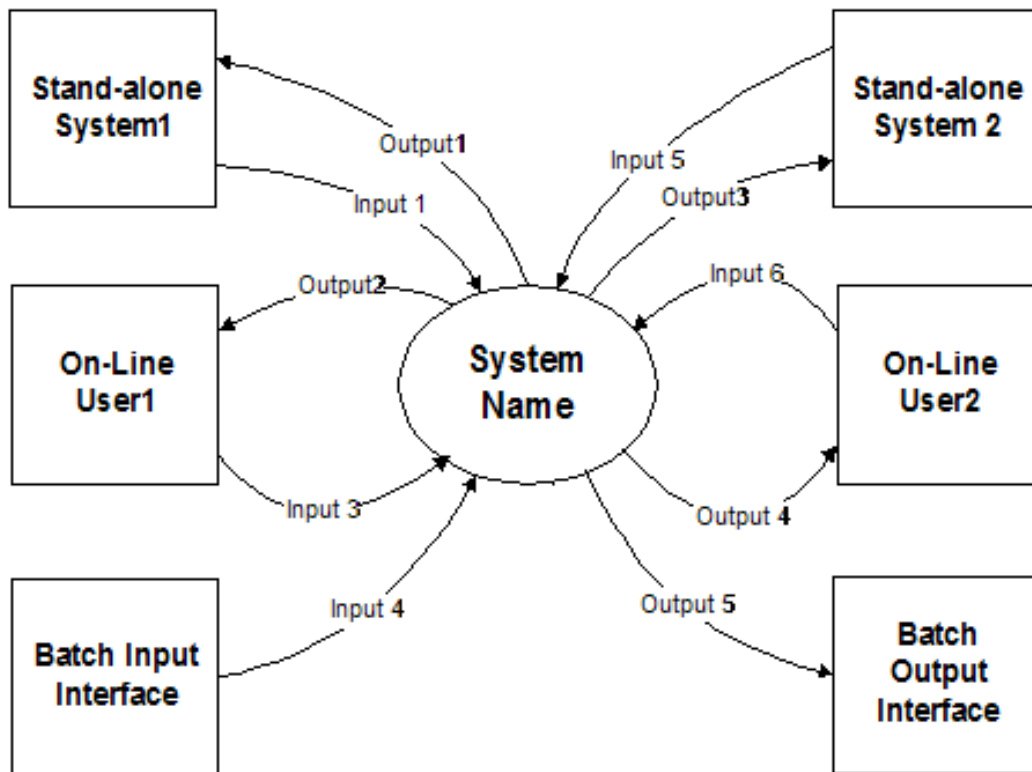 Stand-alone
System1
Stand-alone
System 2
Output1
Input 5
Input 1
Output3
Output2
Input 6
On-Line
User1
System
Name
On-Line
User2
Input 3
Output 4
Input 4
Output 5
Batch Input
Interface
Batch
Output
Interface